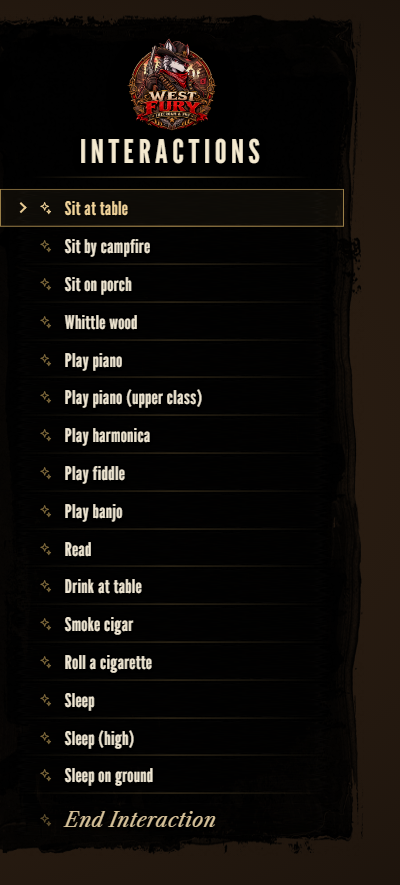 WEST
FURY
INTERACTIONS
Sit at table
Sit by campfire
Sit on porch
Whittle wood
Play piano
Play piano (upper class)
Play harmonica
Play fiddle
Play banjo
Read
Drink at table
Smoke cigar
Roll a cigarette
Sleep
Sleep (high)
Sleep on ground
End Interaction